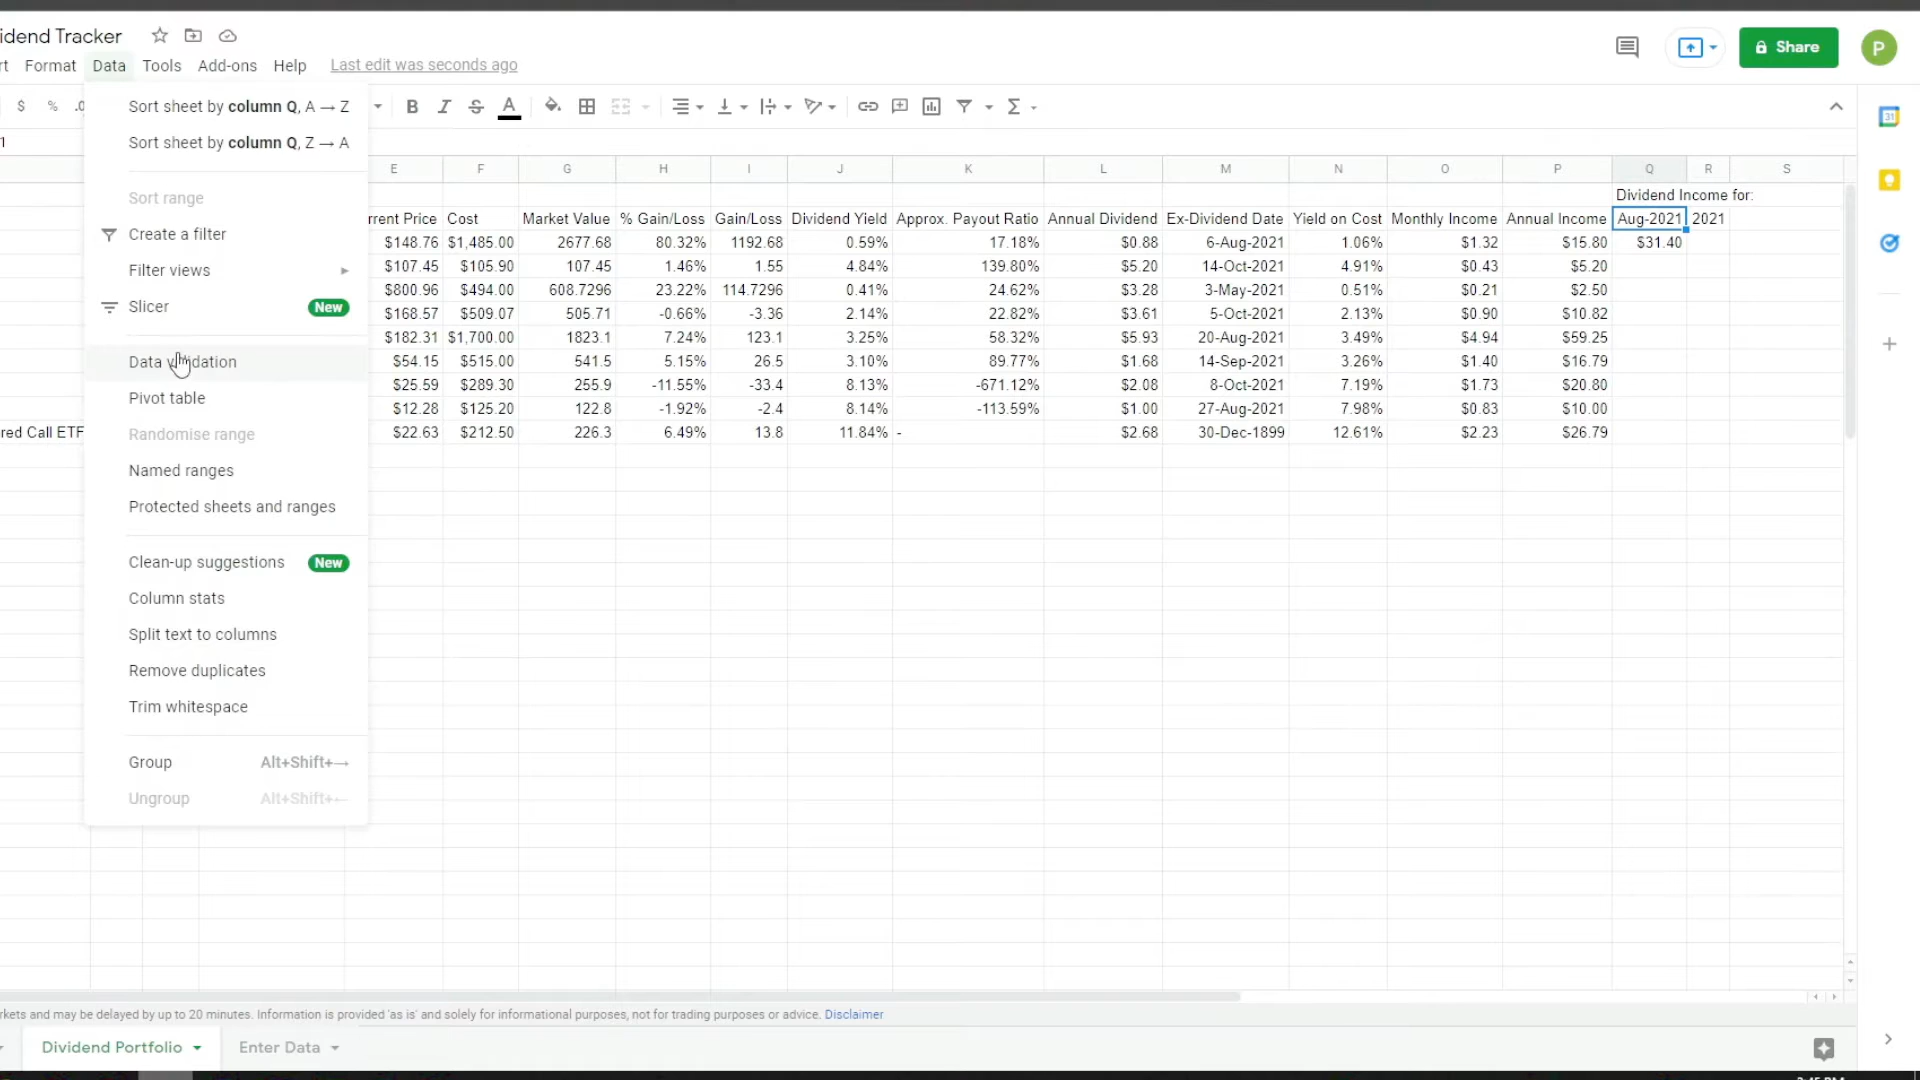 idend Tracker
rt Format Data Tools Add-ons Help Last edit was seconds ago
Share
P
$ % .0
Sort sheet by column Q, A → Z
Sort sheet by column Q, Z → A
Sort range
Create a filter
Filter views
Slicer New
Data validation
Pivot table
Randomise range
Named ranges
Protected sheets and ranges
Clean-up suggestions New
Column stats
Split text to columns
Remove duplicates
Trim whitespace
Group Alt+Shift+→
Ungroup Alt+Shift+←
B I S A
Σ
31
1
E F G H I J K L M N O P Q R S
Dividend Income for:
rrent Price Cost Market Value % Gain/Loss Gain/Loss Dividend Yield Approx. Payout Ratio Annual Dividend Ex-Dividend Date Yield on Cost Monthly Income Annual Income Aug-2021 2021
$148.76 $1,485.00 2677.68 80.32% 1192.68 0.59% 17.18% $0.88 6-Aug-2021 1.06% $1.32 $15.80 $31.40
$107.45 $105.90 107.45 1.46% 1.55 4.84% 139.80% $5.20 14-Oct-2021 4.91% $0.43 $5.20
$800.96 $494.00 608.7296 23.22% 114.7296 0.41% 24.62% $3.28 3-May-2021 0.51% $0.21 $2.50
$168.57 $509.07 505.71 -0.66% -3.36 2.14% 22.82% $3.61 5-Oct-2021 2.13% $0.90 $10.82
$182.31 $1,700.00 1823.1 7.24% 123.1 3.25% 58.32% $5.93 20-Aug-2021 3.49% $4.94 $59.25
$54.15 $515.00 541.5 5.15% 26.5 3.10% 89.77% $1.68 14-Sep-2021 3.26% $1.40 $16.79
$25.59 $289.30 255.9 -11.55% -33.4 8.13% -671.12% $2.08 8-Oct-2021 7.19% $1.73 $20.80
$12.28 $125.20 122.8 -1.92% -2.4 8.14% -113.59% $1.00 27-Aug-2021 7.98% $0.83 $10.00
red Call ETF $22.63 $212.50 226.3 6.49% 13.8 11.84% - $2.68 30-Dec-1899 12.61% $2.23 $26.79
rkets and may be delayed by up to 20 minutes. Information is provided 'as is' and solely for informational purposes, not for trading purposes or advice. Disclaimer
Dividend Portfolio Enter Data